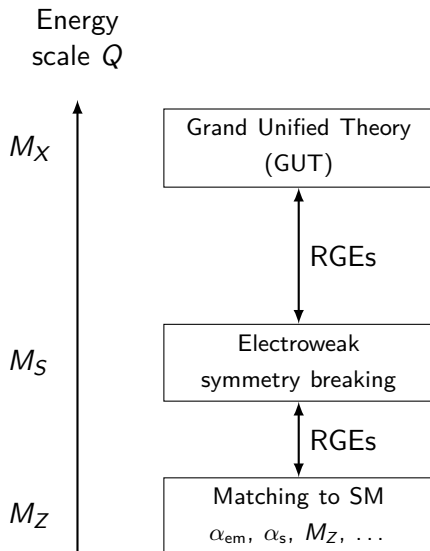 Energy
scale Q
M_X
Grand Unified Theory
(GUT)
RGEs
M_S
Electroweak
symmetry breaking
RGEs
M_Z
Matching to SM
α_em, α_s, M_Z, …